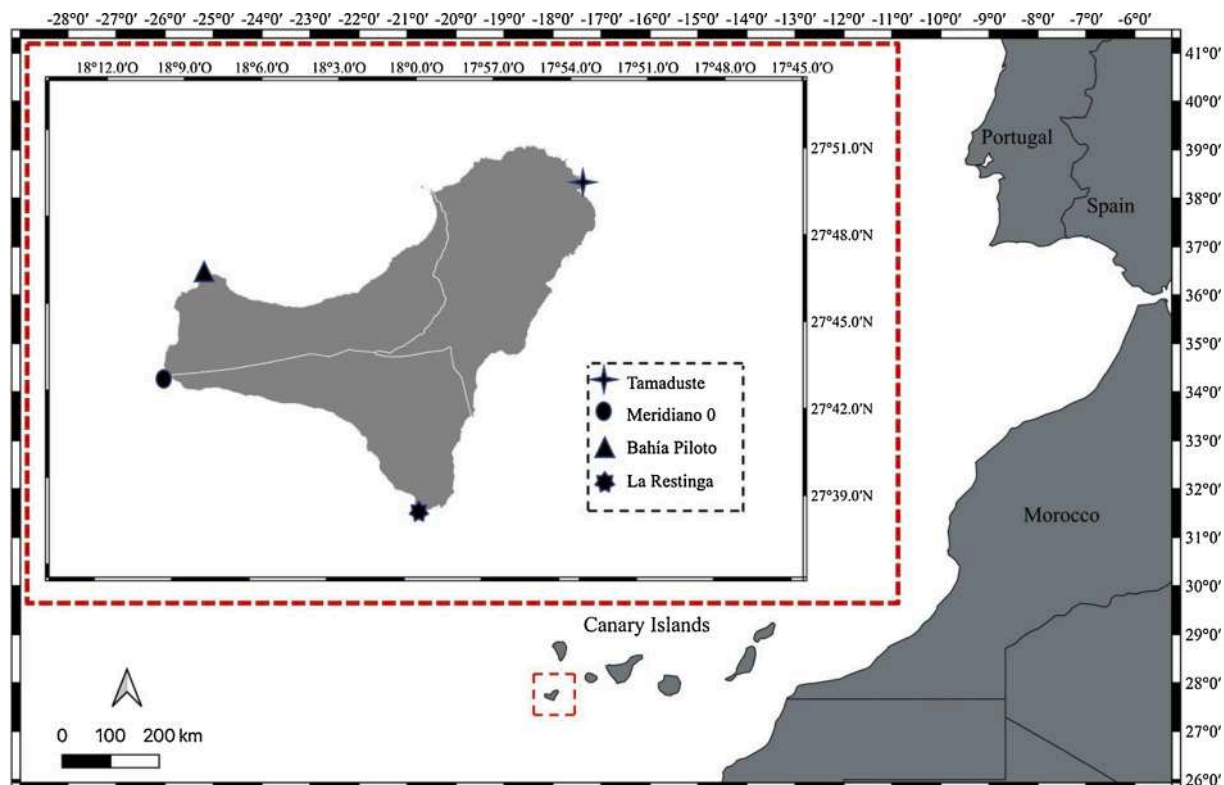 -28°0′ -27°0′ -26°0′ -25°0′ -24°0′ -23°0′ -22°0′ -21°0′ -20°0′ -19°0′ -18°0′ -17°0′ -16°0′ -15°0′ -14°0′ -13°0′ -12°0′ -11°0′ -10°0′ -9°0′ -8°0′ -7°0′ -6°0′
18°12.0′O 18°9.0′O 18°6.0′O 18°3.0′O 18°0.0′O 17°57.0′O 17°54.0′O 17°51.0′O 17°48.0′O 17°45.0′O
27°51.0′N
27°48.0′N
27°45.0′N
27°42.0′N
27°39.0′N
Tamaduste
Meridiano 0
Bahía Piloto
La Restinga
Portugal
Spain
Morocco
Canary Islands
0 100 200 km
41°0′
40°0′
39°0′
38°0′
37°0′
36°0′
35°0′
34°0′
33°0′
32°0′
31°0′
30°0′
29°0′
28°0′
27°0′
26°0′